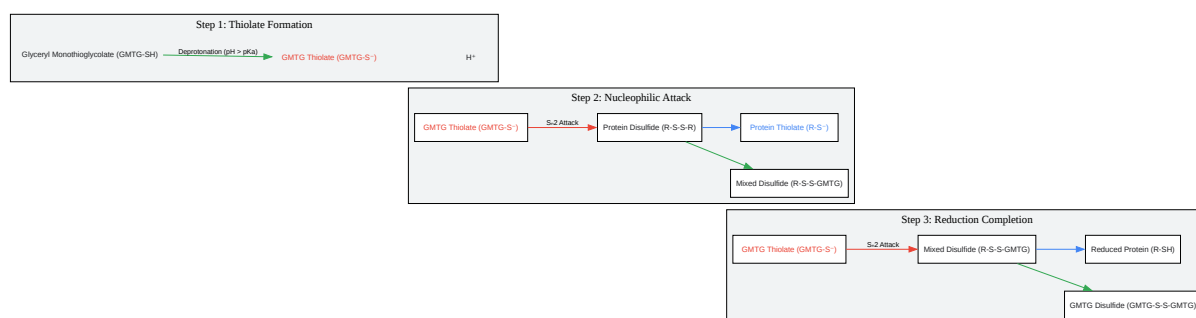 Step 1: Thiolate Formation
Glyceryl Monothioglycolate (GMTG-SH)
Deprotonation (pH > pKa)
GMTG Thiolate (GMTG-S⁻)
H⁺
Step 2: Nucleophilic Attack
GMTG Thiolate (GMTG-S⁻)
Sₙ2 Attack
Protein Disulfide (R-S-S-R)
Protein Thiolate (R-S⁻)
Mixed Disulfide (R-S-S-GMTG)
Step 3: Reduction Completion
GMTG Thiolate (GMTG-S⁻)
Sₙ2 Attack
Mixed Disulfide (R-S-S-GMTG)
Reduced Protein (R-SH)
GMTG Disulfide (GMTG-S-S-GMTG)